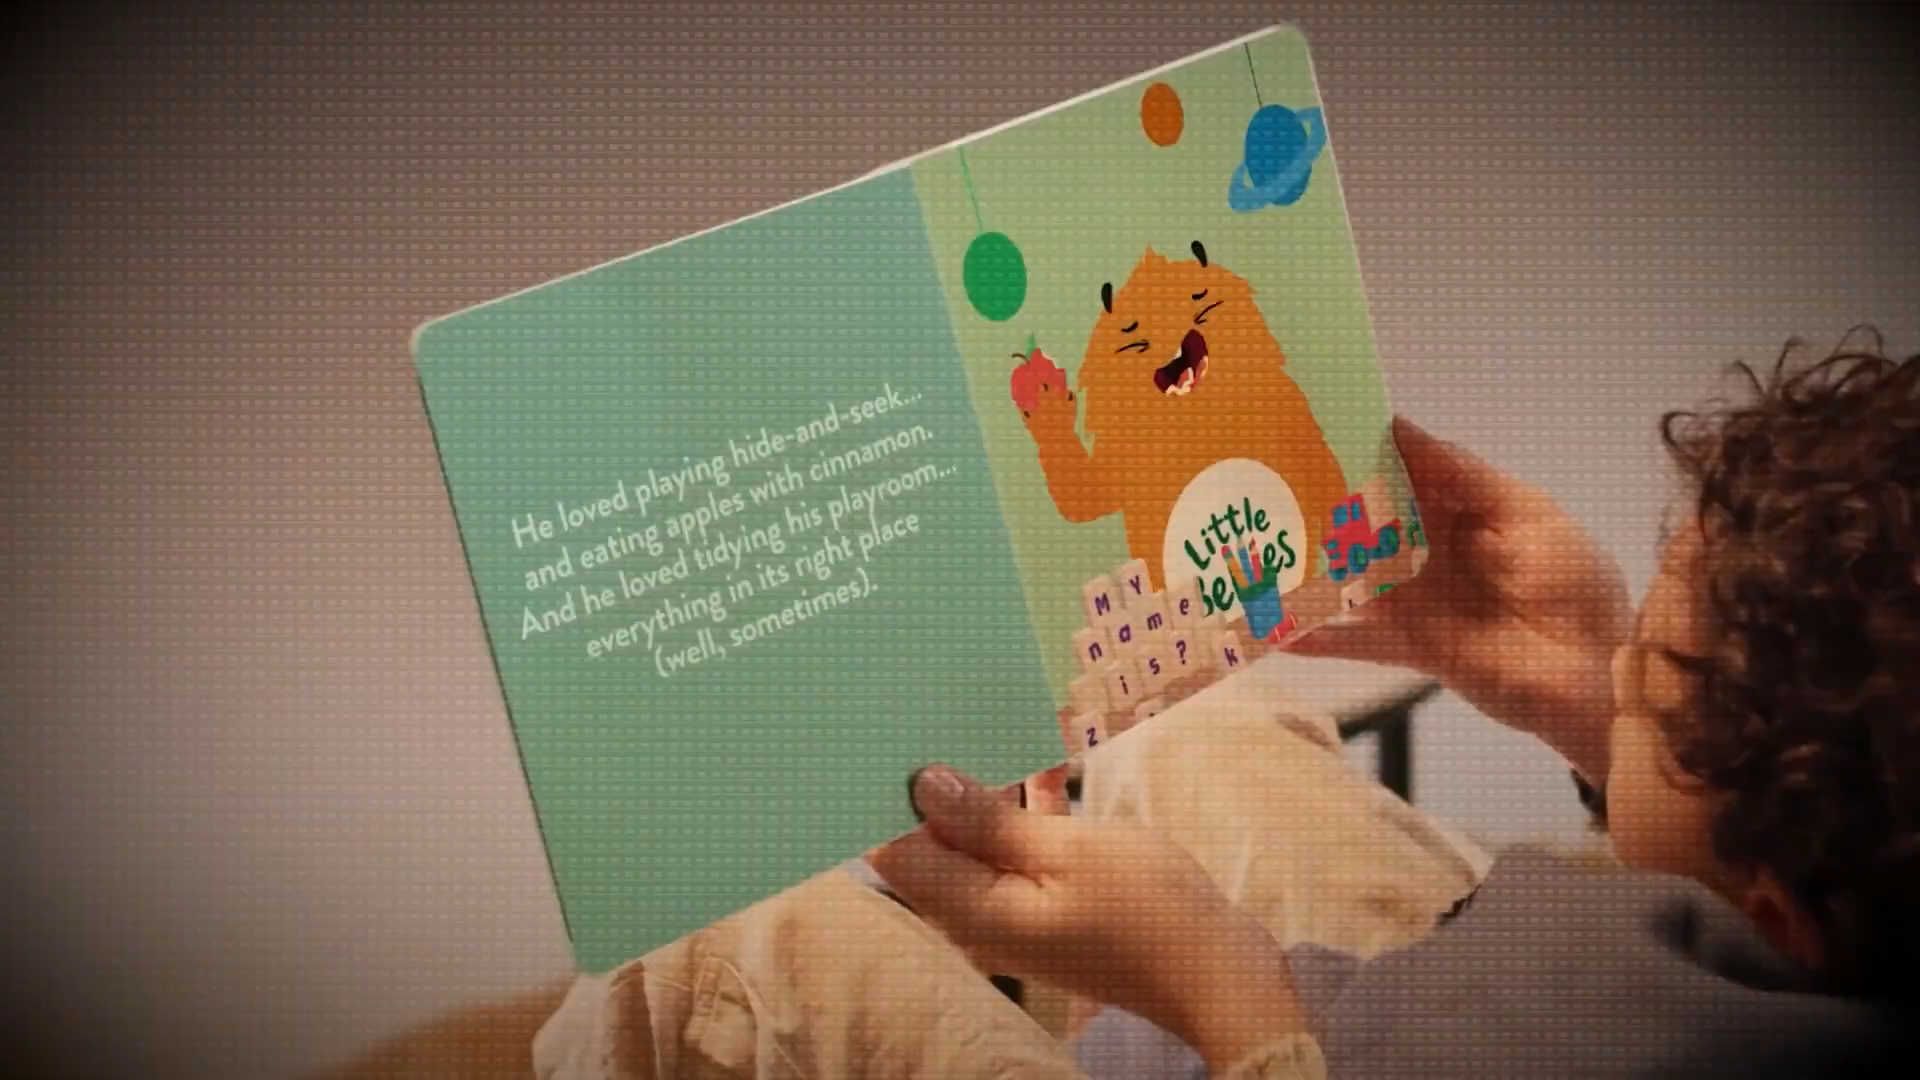 He loved playing hide-and-seek...
and eating apples with cinnamon.
And he loved tidying his playroom...
everything in its right place
(well, sometimes).
Little
MY
name
is?
k
z